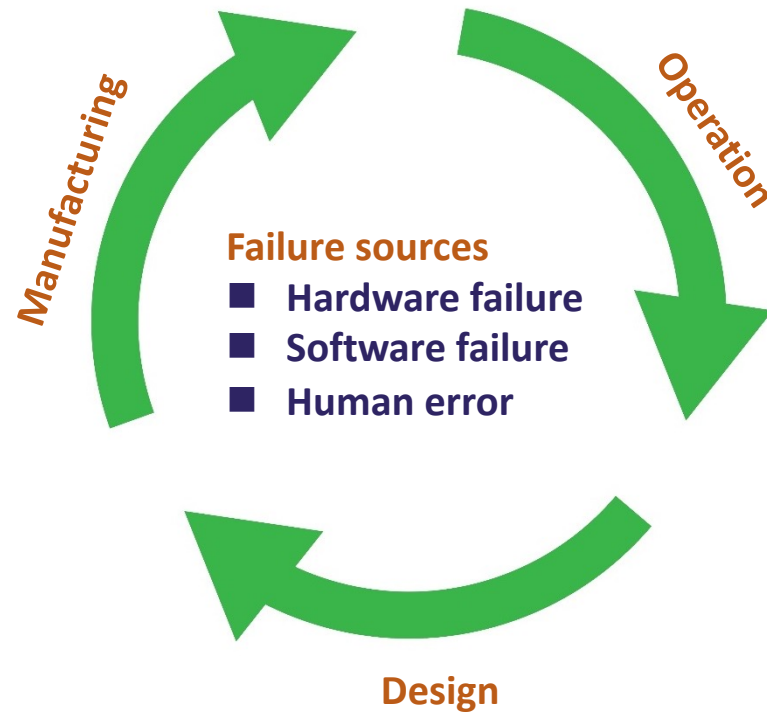 Manufacturing
Operation
Failure sources
■ Hardware failure
■ Software failure
■ Human error
Design